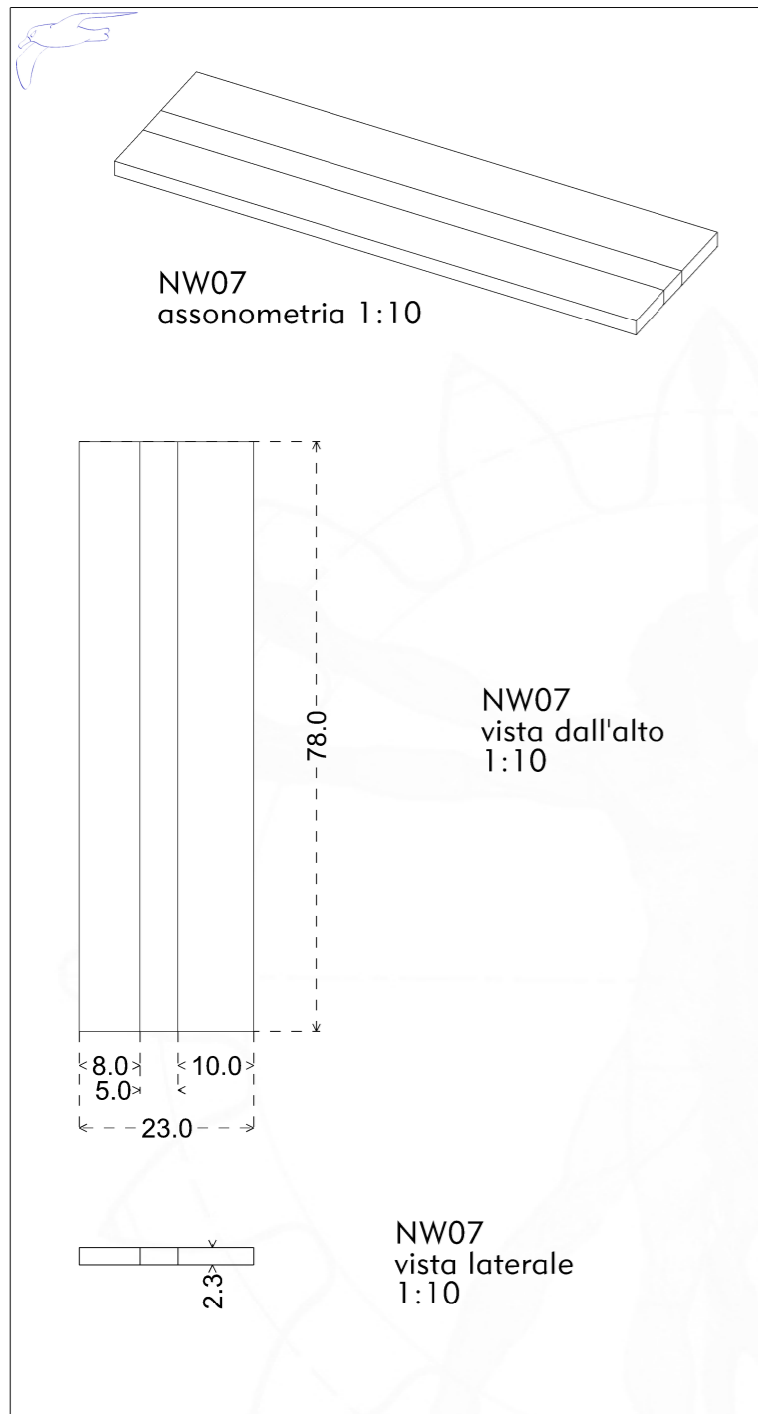 NW07
assonometria 1:10
78.0
NW07
vista dall'alto
1:10
8.0
10.0
5.0
23.0
NW07
vista laterale
1:10
2.3